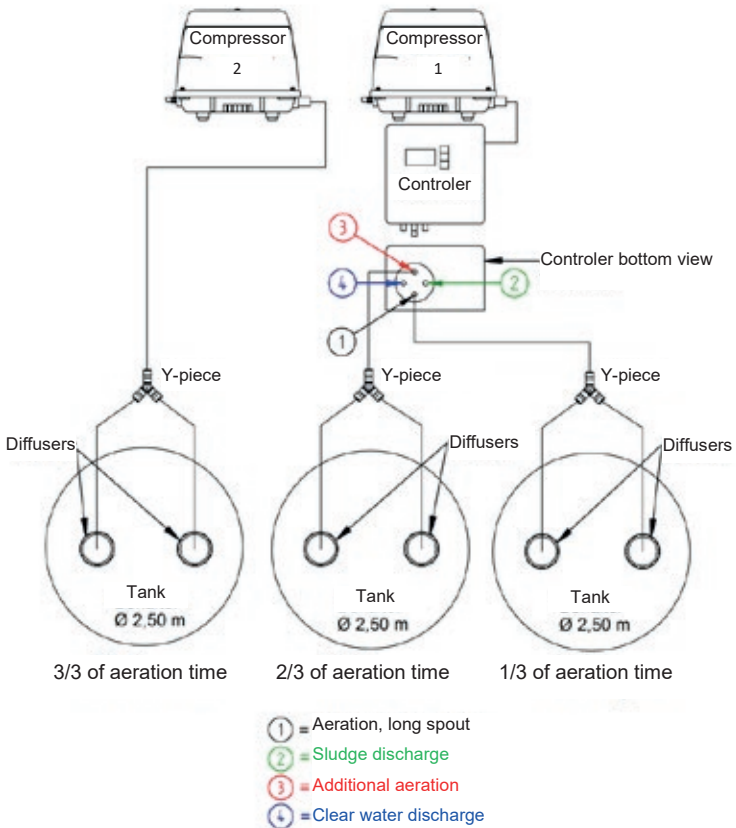 Compressor
2
Compressor
1
Controler
3
Controler bottom view
4
2
1
Y-piece
Y-piece
Y-piece
Diffusers
Diffusers
Diffusers
Tank
Ø 2,50 m
Tank
Ø 2,50 m
Tank
Ø 2,50 m
3/3 of aeration time
2/3 of aeration time
1/3 of aeration time
1 = Aeration, long spout
2 = Sludge discharge
3 = Additional aeration
4 = Clear water discharge